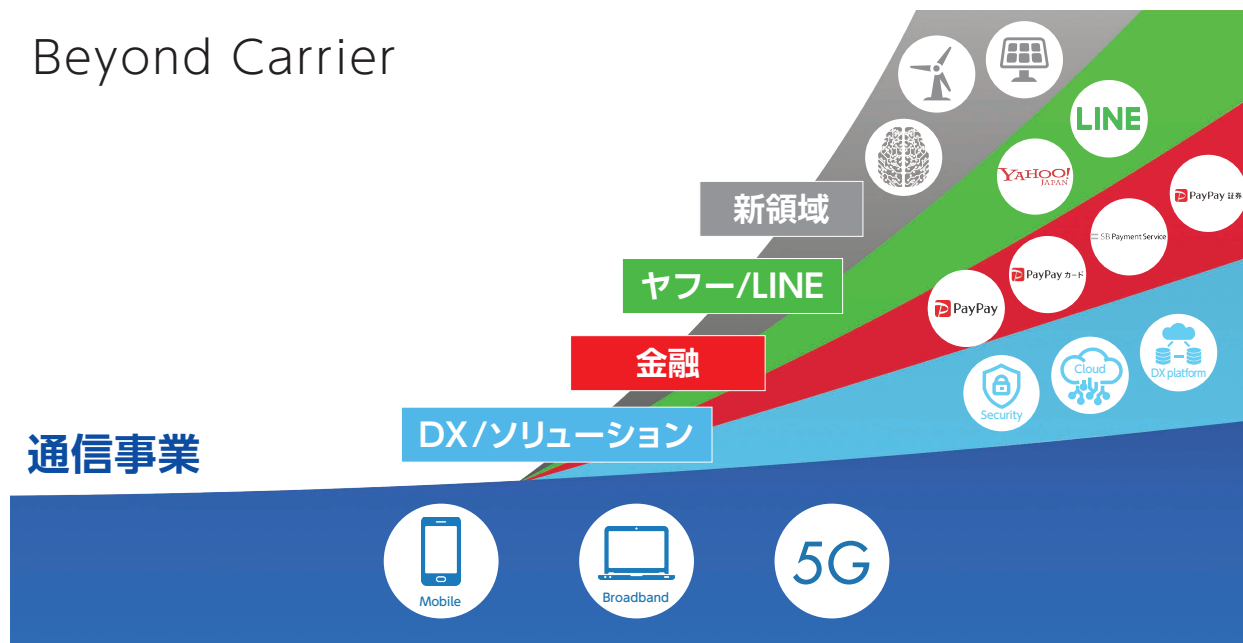 Beyond Carrier
LINE
YAHOO!
JAPAN
新領域
PayPay 証券
SB Payment Service
ヤフー/LINE
PayPay カード
PayPay
金融
Cloud
DX platform
Security
DX/ソリューション
通信事業
Mobile
Broadband
5G